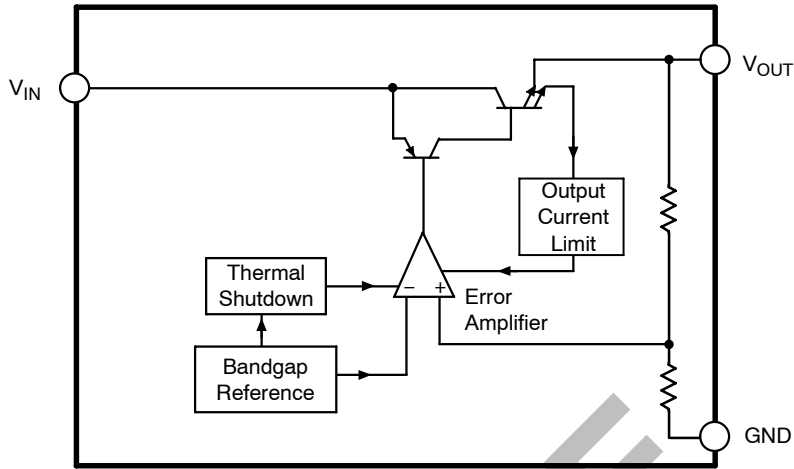 V_IN
V_OUT
Output
Current
Limit
Thermal
Shutdown
− +
Error
Amplifier
Bandgap
Reference
GND